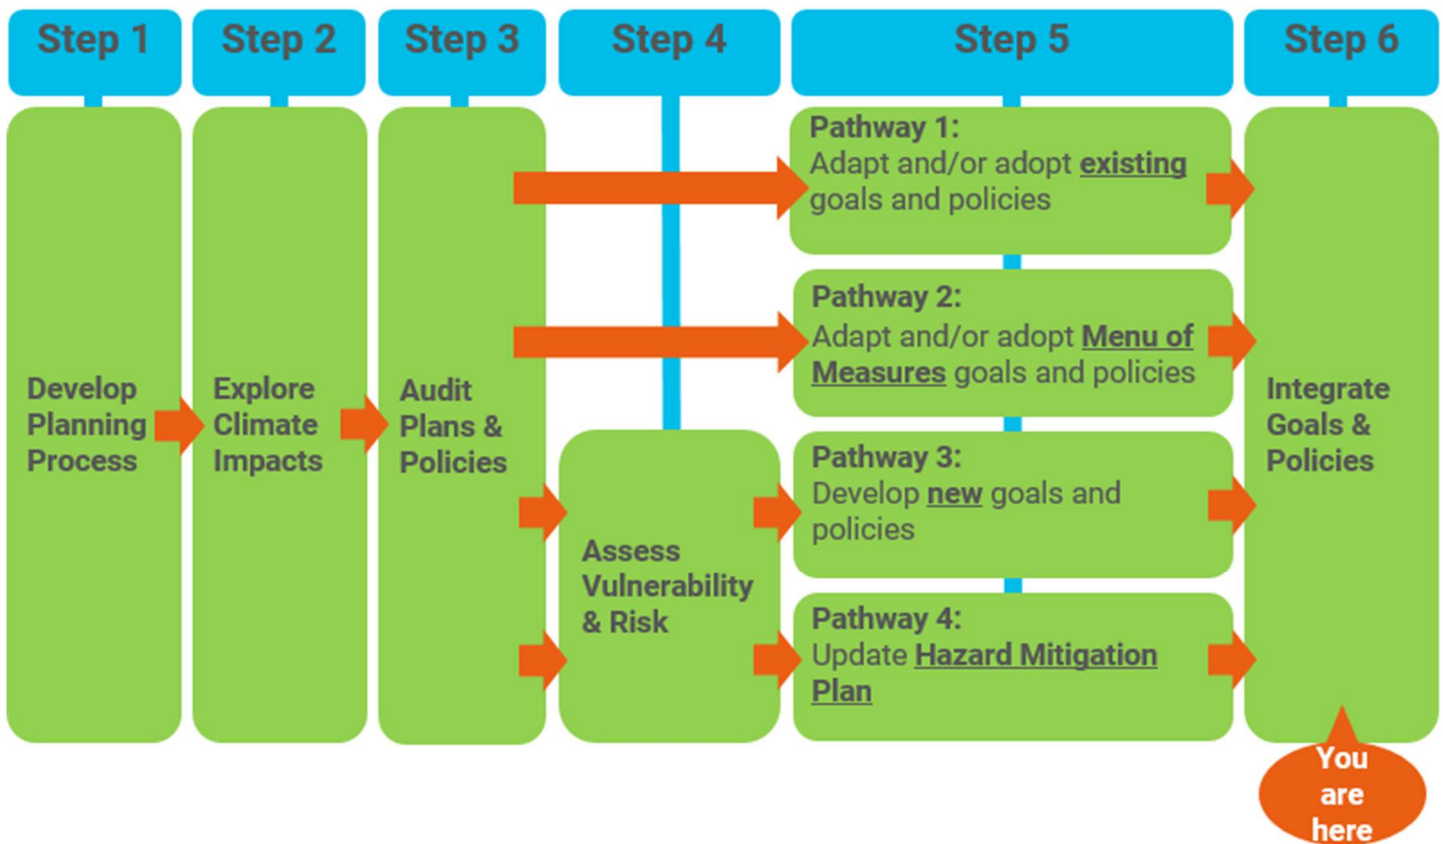 Step 1
Step 2
Step 3
Step 4
Step 5
Step 6
Develop
Planning
Process
Explore
Climate
Impacts
Audit
Plans &
Policies
Assess
Vulnerability
& Risk
Pathway 1:
Adapt and/or adopt existing
goals and policies
Pathway 2:
Adapt and/or adopt Menu of
Measures goals and policies
Pathway 3:
Develop new goals and
policies
Pathway 4:
Update Hazard Mitigation
Plan
Integrate
Goals &
Policies
You
are
here